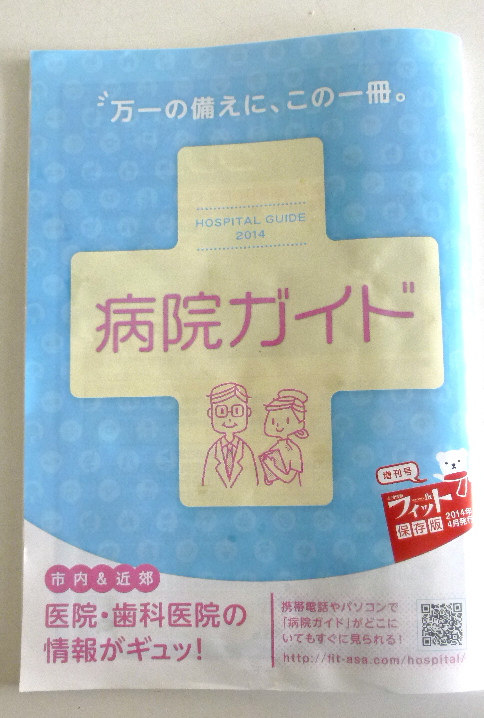 万一の備えに、この一冊。
HOSPITAL GUIDE
2014
病院ガイド
増刊号
フィット
保存版
2014年
4月発行
市内&近郊
医院・歯科医院の
情報がギュッ!
携帯電話やパソコンで
「病院ガイド」がどこに
いてもすぐに見られる!
http://fit-asa.com/hospital/